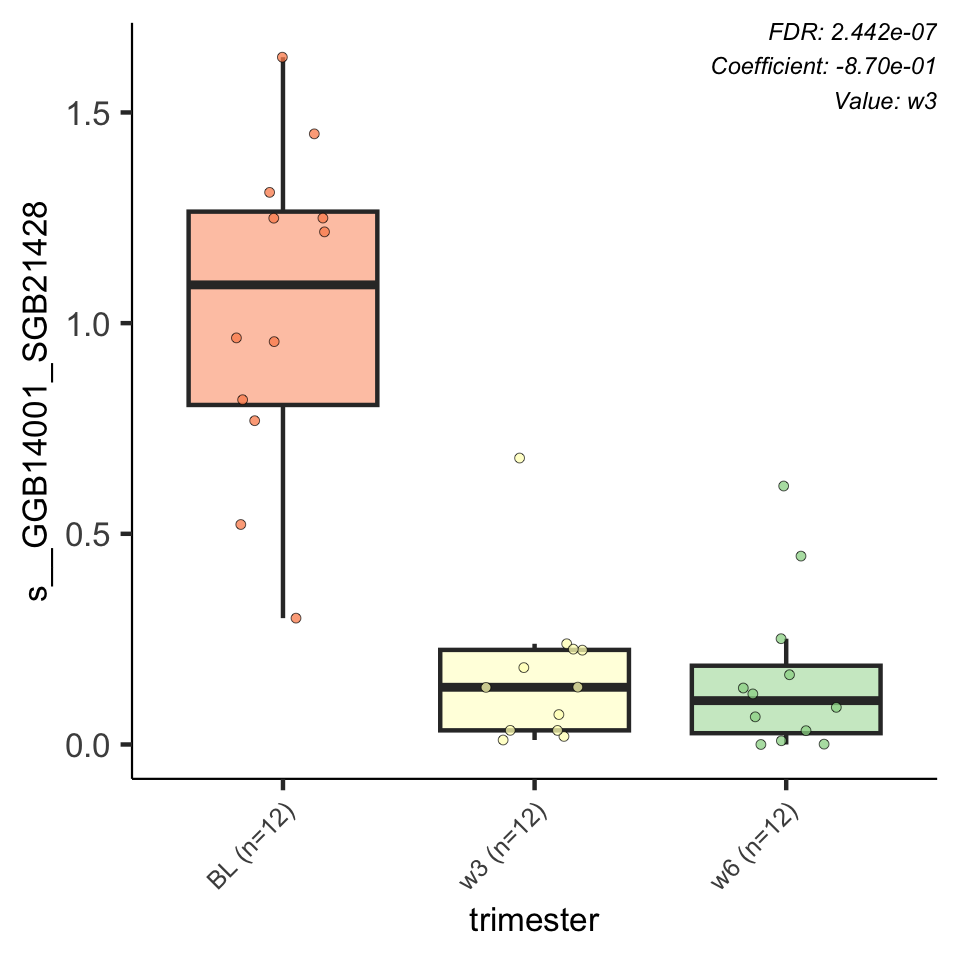 FDR: 2.442e-07
Coefficient: -8.70e-01
Value: w3
s__GGB14001_SGB21428
1.5
1.0
0.5
0.0
BL (n=12)
w3 (n=12)
w6 (n=12)
trimester